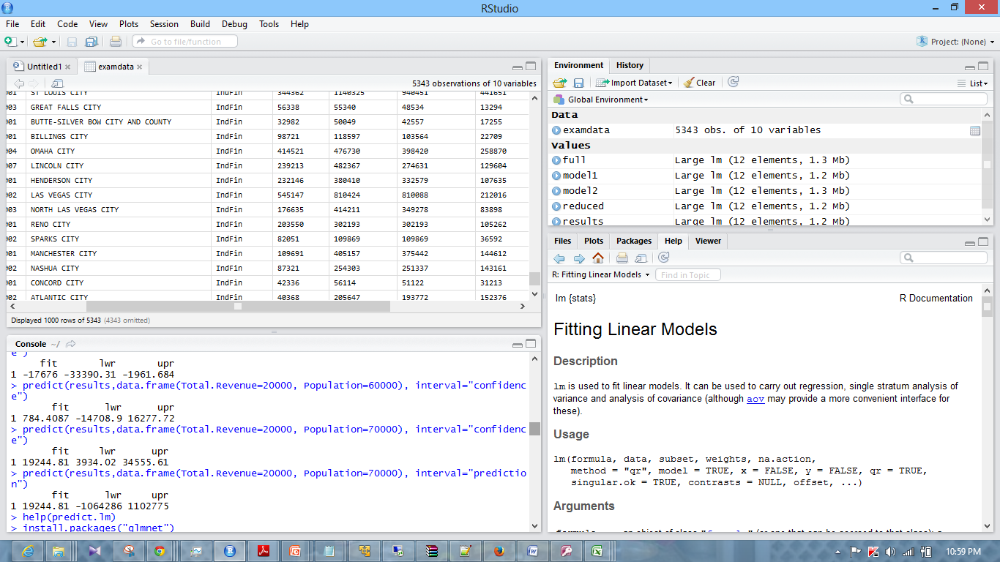 RStudio
File Edit Code View Plots Session Build Debug Tools Help
Go to file/function
Project: (None)
Untitled1 examdata
5343 observations of 10 variables
001 ST LOUIS CITY IndFin 344362 1140325 940451 441651
003 GREAT FALLS CITY IndFin 56338 55340 48534 13294
001 BUTTE-SILVER BOW CITY AND COUNTY IndFin 32982 50049 42557 17255
001 BILLINGS CITY IndFin 98721 118597 103564 22709
004 OMAHA CITY IndFin 414521 476730 398420 258870
007 LINCOLN CITY IndFin 239213 482367 274631 129604
001 HENDERSON CITY IndFin 232146 380410 332579 107635
002 LAS VEGAS CITY IndFin 545147 810424 810088 212016
003 NORTH LAS VEGAS CITY IndFin 176635 414211 349278 83898
001 RENO CITY IndFin 203550 302193 302193 105262
002 SPARKS CITY IndFin 82051 109869 109869 36592
001 MANCHESTER CITY IndFin 109691 405157 375442 144612
002 NASHUA CITY IndFin 87321 254303 251337 143161
001 CONCORD CITY IndFin 42336 56114 51122 31213
002 ATLANTIC CITY IndFin 40368 205647 193772 152376
Displayed 1000 rows of 5343 (4343 omitted)
Console ~/
e")
fit lwr upr
1 -17676 -33390.31 -1961.684
> predict(results,data.frame(Total.Revenue=20000, Population=60000), interval="confidenc
e")
fit lwr upr
1 784.4087 -14708.9 16277.72
> predict(results,data.frame(Total.Revenue=20000, Population=70000), interval="confidenc
e")
fit lwr upr
1 19244.81 3934.02 34555.61
> predict(results,data.frame(Total.Revenue=20000, Population=70000), interval="predictio
n")
fit lwr upr
1 19244.81 -1064286 1102775
> help(predict.lm)
> install.packages("glmnet")
Environment History
Import Dataset Clear List
Global Environment
Data
examdata 5343 obs. of 10 variables
Values
full Large lm (12 elements, 1.3 Mb)
model1 Large lm (12 elements, 1.2 Mb)
model2 Large lm (12 elements, 1.3 Mb)
reduced Large lm (12 elements, 1.2 Mb)
results Large lm (12 elements, 1.2 Mb)
Files Plots Packages Help Viewer
R: Fitting Linear Models Find in Topic
lm {stats} R Documentation
Fitting Linear Models
Description
lm is used to fit linear models. It can be used to carry out regression, single stratum analysis of
variance and analysis of covariance (although aov may provide a more convenient interface for
these).
Usage
lm(formula, data, subset, weights, na.action,
method = "qr", model = TRUE, x = FALSE, y = FALSE, qr = TRUE,
singular.ok = TRUE, contrasts = NULL, offset, ...)
Arguments
10:59 PM